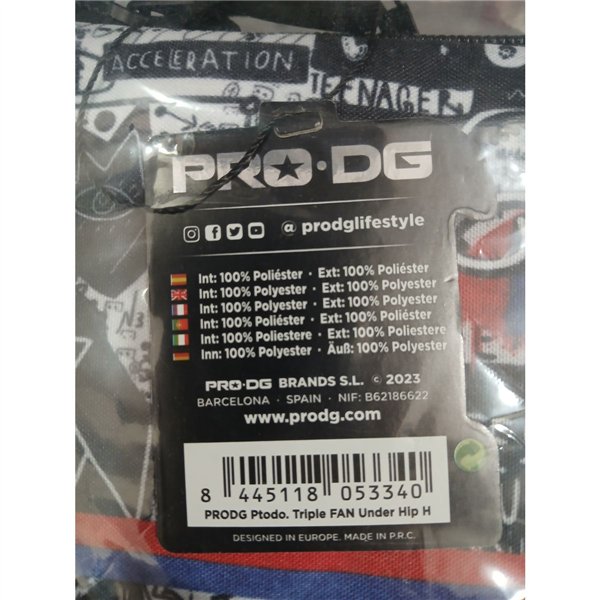 ACCELERATION
TEENAGER
PRO★DG
@ prodglifestyle
Int: 100% Poliéster · Ext: 100% Poliéster
Int: 100% Polyester · Ext: 100% Polyester
Int: 100% Polyester · Ext: 100% Polyester
Int: 100% Poliéster · Ext: 100% Poliéster
Int: 100% Poliestere · Ext: 100% Poliestere
Inn: 100% Polyester · Äuß: 100% Polyester
PRO·DG BRANDS S.L. © 2023
BARCELONA · SPAIN · NIF: B62186622
www.prodg.com
8 445118 053340
PRODG Ptodo. Triple FAN Under Hip H
DESIGNED IN EUROPE. MADE IN P.R.C.